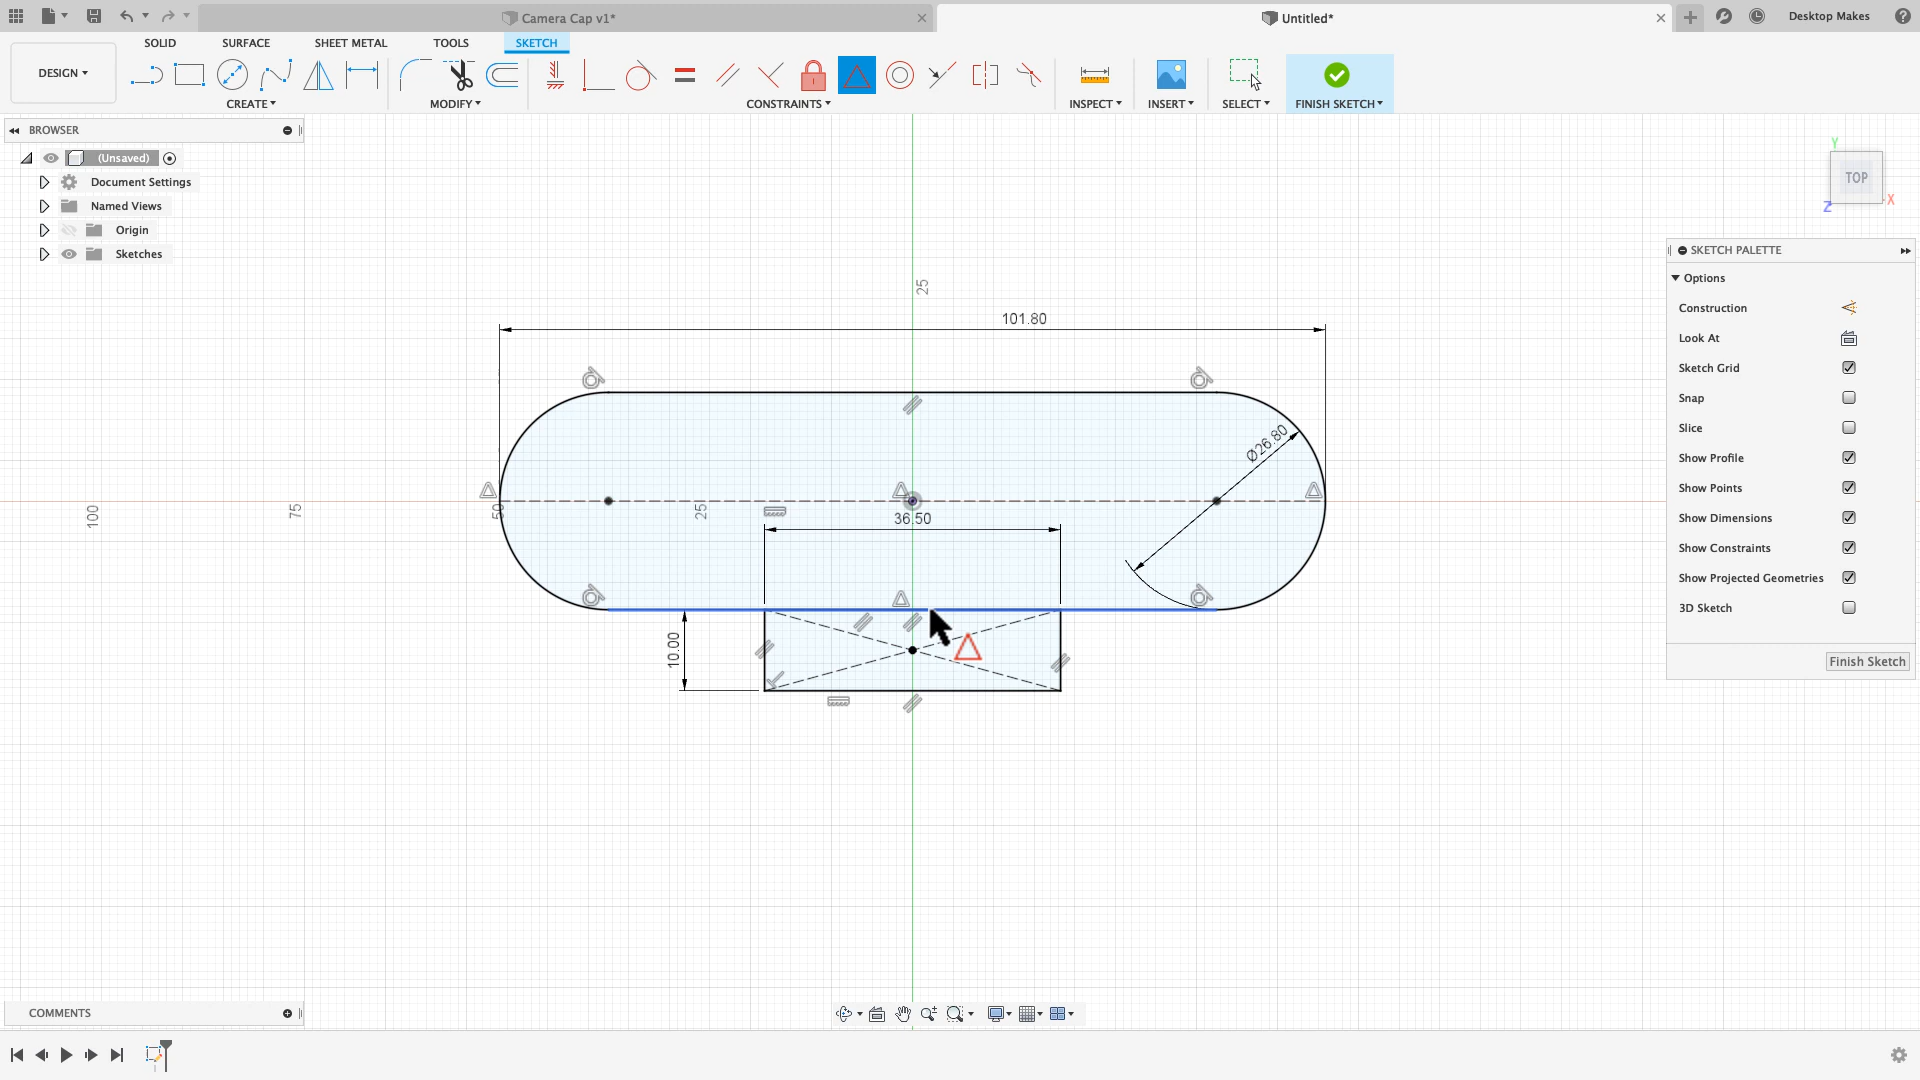 Camera Cap v1*
Untitled*
Desktop Makes
SOLID
SURFACE
SHEET METAL
TOOLS
SKETCH
DESIGN
CREATE
MODIFY
CONSTRAINTS
INSPECT
INSERT
SELECT
FINISH SKETCH
BROWSER
(Unsaved)
Document Settings
Named Views
Origin
Sketches
Y
TOP
X
Z
SKETCH PALETTE
Options
Construction
Look At
Sketch Grid
Snap
Slice
Show Profile
Show Points
Show Dimensions
Show Constraints
Show Projected Geometries
3D Sketch
Finish Sketch
25
101.80
Ø26.80
100
75
50
25
36.50
10.00
COMMENTS